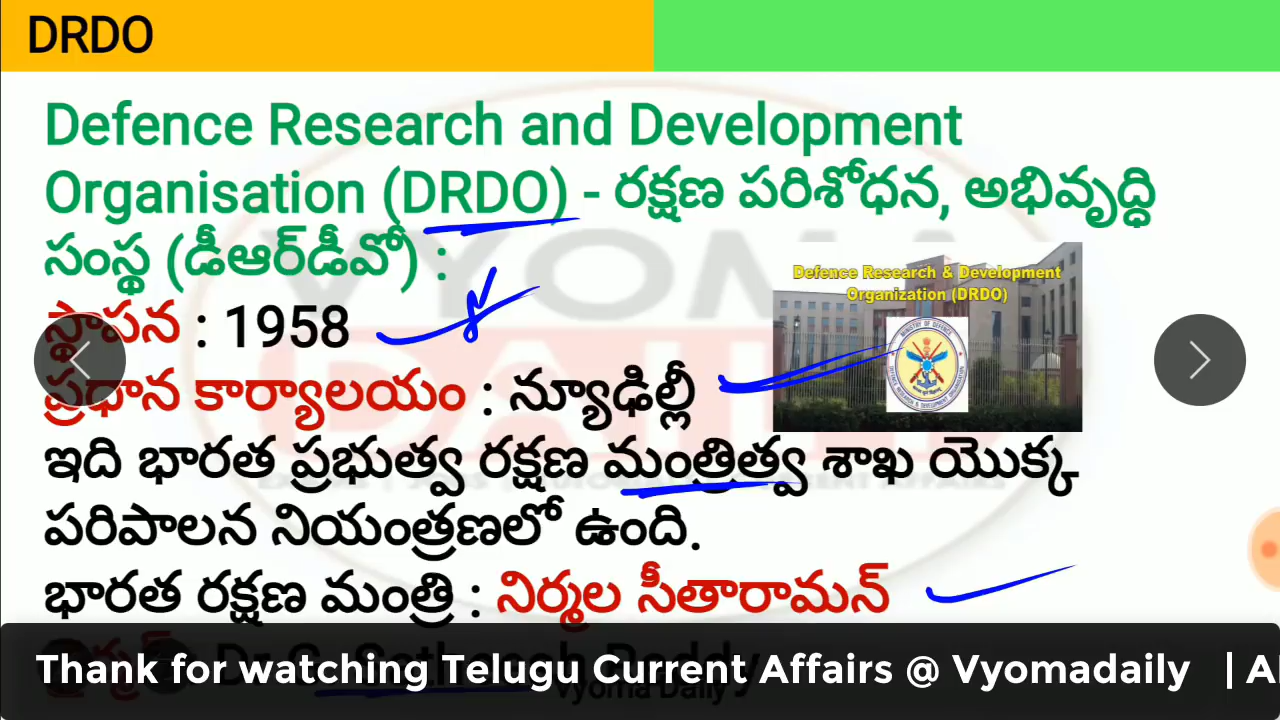 DRDO
Defence Research and Development
Organisation (DRDO) - రక్షణ పరిశోధన, అభివృద్ధి
సంస్థ (డీఆర్‌డీవో) :
Defence Research & Development
Organization (DRDO)
స్థాపన : 1958
ప్రధాన కార్యాలయం : న్యూఢిల్లీ
ఇది భారత ప్రభుత్వ రక్షణ మంత్రిత్వ శాఖ యొక్క
పరిపాలన నియంత్రణలో ఉంది.
భారత రక్షణ మంత్రి : నిర్మల సీతారామన్
Thank for watching Telugu Current Affairs @ Vyomadaily |
Vyoma Daily